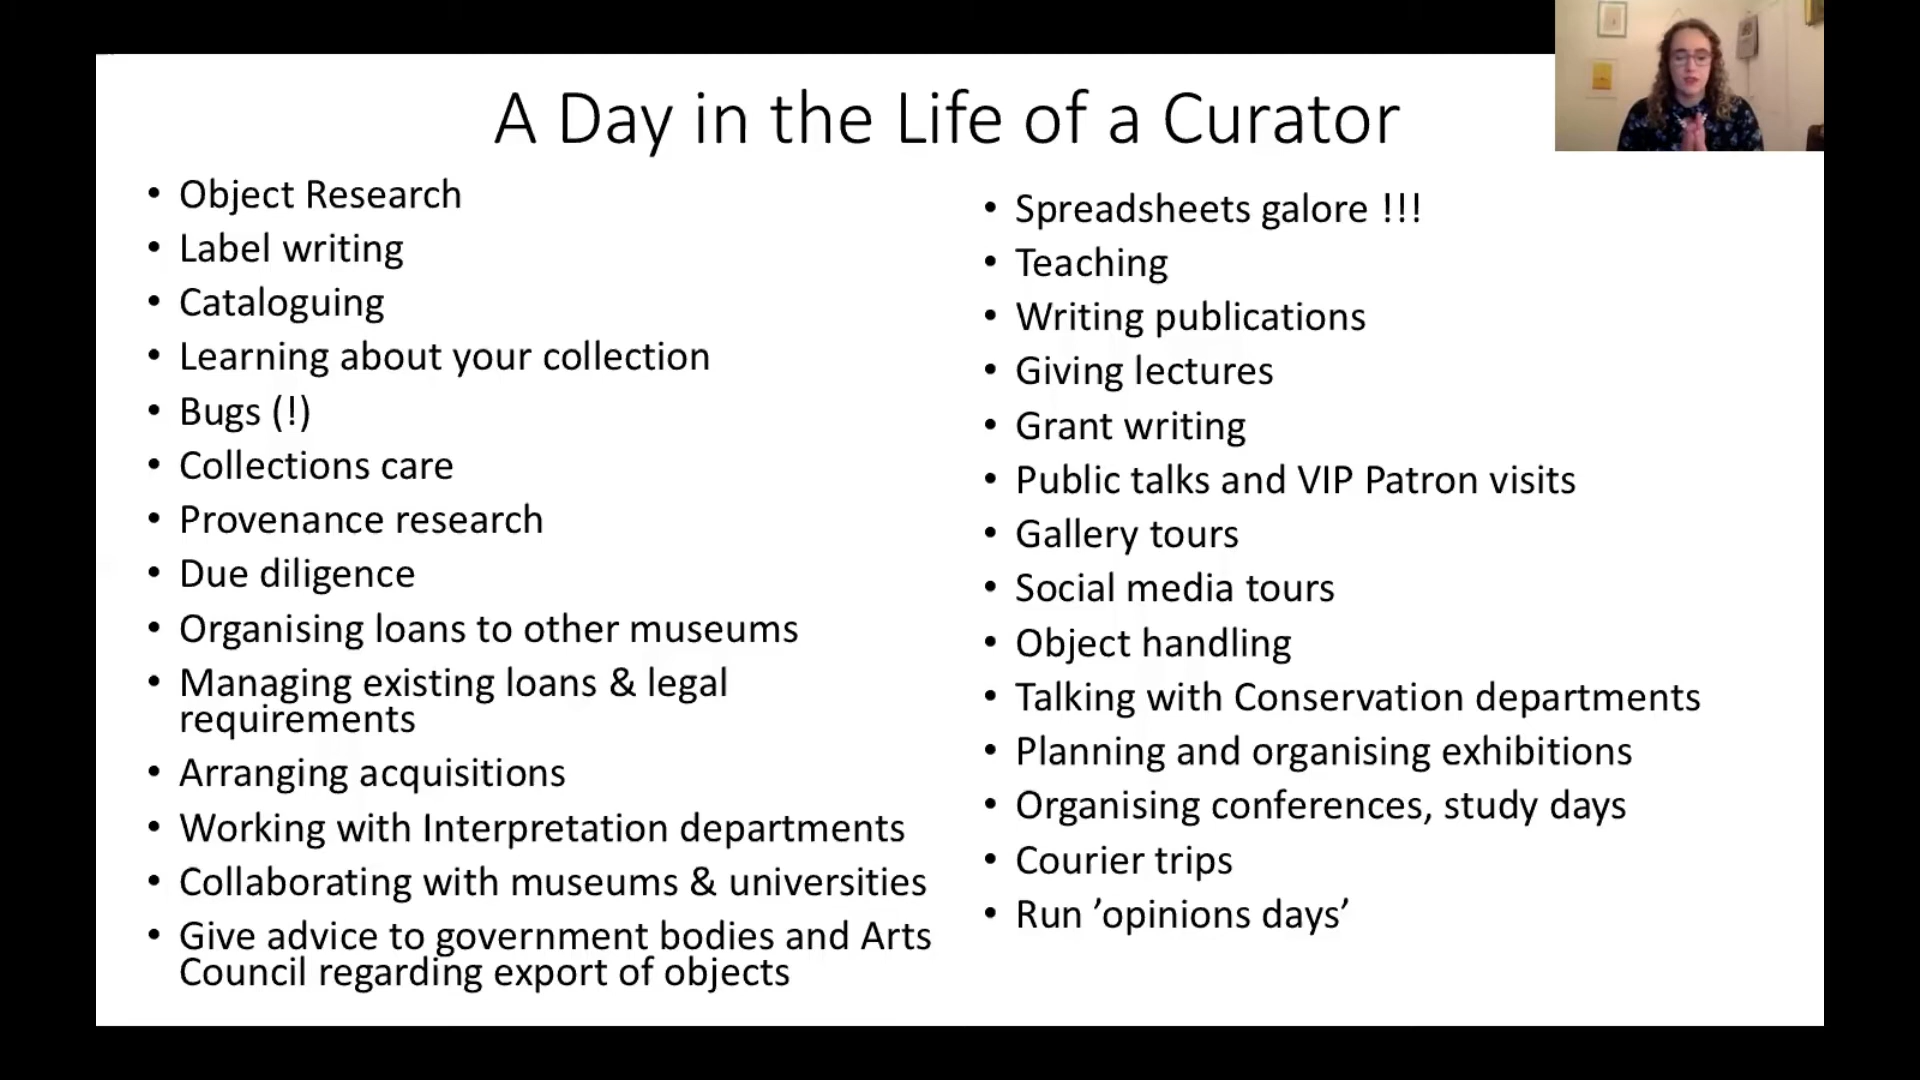 A Day in the Life of a Curator
• Object Research
• Label writing
• Cataloguing
• Learning about your collection
• Bugs (!)
• Collections care
• Provenance research
• Due diligence
• Organising loans to other museums
• Managing existing loans & legal
requirements
• Arranging acquisitions
• Working with Interpretation departments
• Collaborating with museums & universities
• Give advice to government bodies and Arts
Council regarding export of objects
• Spreadsheets galore !!!
• Teaching
• Writing publications
• Giving lectures
• Grant writing
• Public talks and VIP Patron visits
• Gallery tours
• Social media tours
• Object handling
• Talking with Conservation departments
• Planning and organising exhibitions
• Organising conferences, study days
• Courier trips
• Run ’opinions days’